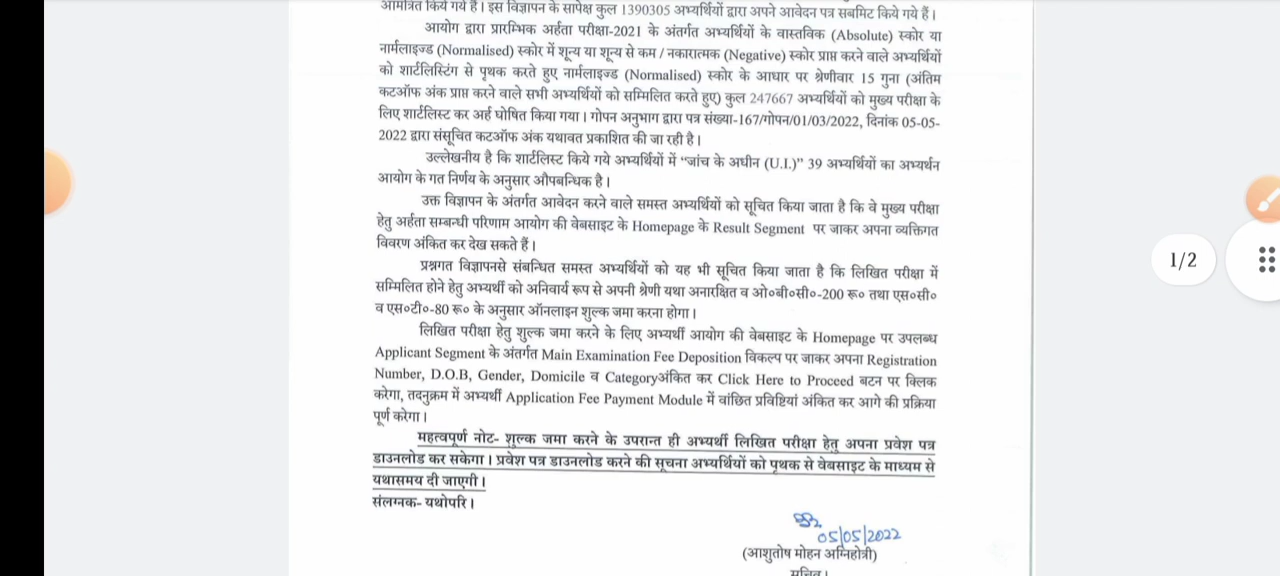 आमंत्रित किये गये हैं। इस विज्ञापन के सापेक्ष कुल 1390305 अभ्यर्थियों द्वारा अपने आवेदन पत्र सबमिट किये गये हैं।
आयोग द्वारा प्रारम्भिक अर्हता परीक्षा-2021 के अंतर्गत अभ्यर्थियों के वास्तविक (Absolute) स्कोर या
नार्मलाइज्ड (Normalised) स्कोर में शून्य या शून्य से कम / नकारात्मक (Negative) स्कोर प्राप्त करने वाले अभ्यर्थियों
को शार्टलिस्टिंग से पृथक करते हुए नार्मलाइज्ड (Normalised) स्कोर के आधार पर श्रेणीवार 15 गुना (अंतिम
कटऑफ अंक प्राप्त करने वाले सभी अभ्यर्थियों को सम्मिलित करते हुए) कुल 247667 अभ्यर्थियों को मुख्य परीक्षा के
लिए शार्टलिस्ट कर अर्ह घोषित किया गया। गोपन अनुभाग द्वारा पत्र संख्या-167/गोपन/01/03/2022, दिनांक 05-05-
2022 द्वारा संसूचित कटऑफ अंक यथावत प्रकाशित की जा रही है।
उल्लेखनीय है कि शार्टलिस्ट किये गये अभ्यर्थियों में "जांच के अधीन (U.I.)" 39 अभ्यर्थियों का अभ्यर्थन
आयोग के गत निर्णय के अनुसार औपबन्धिक है।
उक्त विज्ञापन के अंतर्गत आवेदन करने वाले समस्त अभ्यर्थियों को सूचित किया जाता है कि वे मुख्य परीक्षा
हेतु अर्हता सम्बन्धी परिणाम आयोग की वेबसाइट के Homepage के Result Segment पर जाकर अपना व्यक्तिगत
विवरण अंकित कर देख सकते हैं।
प्रश्नगत विज्ञापनसे संबन्धित समस्त अभ्यर्थियों को यह भी सूचित किया जाता है कि लिखित परीक्षा में
सम्मिलित होने हेतु अभ्यर्थी को अनिवार्य रूप से अपनी श्रेणी यथा अनारक्षित व ओ०बी०सी०-200 रू० तथा एस०सी०
व एस०टी०-80 रू० के अनुसार ऑनलाइन शुल्क जमा करना होगा।
लिखित परीक्षा हेतु शुल्क जमा करने के लिए अभ्यर्थी आयोग की वेबसाइट के Homepage पर उपलब्ध
Applicant Segment के अंतर्गत Main Examination Fee Deposition विकल्प पर जाकर अपना Registration
Number, D.O.B, Gender, Domicile व Categoryअंकित कर Click Here to Proceed बटन पर क्लिक
करेगा, तदनुक्रम में अभ्यर्थी Application Fee Payment Module में वांछित प्रविष्टियां अंकित कर आगे की प्रक्रिया
पूर्ण करेगा।
महत्वपूर्ण नोट- शुल्क जमा करने के उपरान्त ही अभ्यर्थी लिखित परीक्षा हेतु अपना प्रवेश पत्र
डाउनलोड कर सकेगा। प्रवेश पत्र डाउनलोड करने की सूचना अभ्यर्थियों को पृथक से वेबसाइट के माध्यम से
यथासमय दी जाएगी।
संलग्नक- यथोपरि।
05/05/2022
(आशुतोष मोहन अग्निहोत्री)
सचिव।
1/2